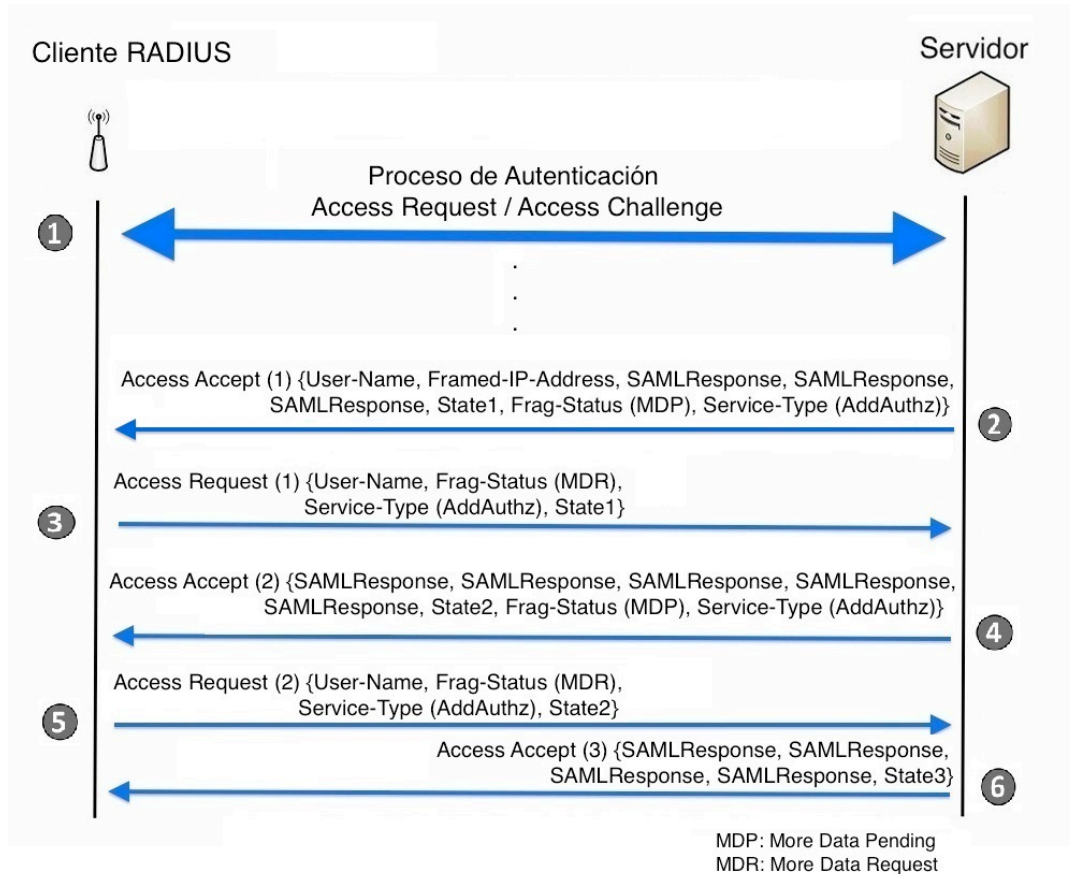 Cliente RADIUS
Servidor
Proceso de Autenticación
Access Request / Access Challenge
1
.
.
.
Access Accept (1) {User-Name, Framed-IP-Address, SAMLResponse, SAMLResponse,
SAMLResponse, State1, Frag-Status (MDP), Service-Type (AddAuthz)}
2
Access Request (1) {User-Name, Frag-Status (MDR),
Service-Type (AddAuthz), State1}
3
Access Accept (2) {SAMLResponse, SAMLResponse, SAMLResponse, SAMLResponse,
SAMLResponse, State2, Frag-Status (MDP), Service-Type (AddAuthz)}
4
Access Request (2) {User-Name, Frag-Status (MDR),
Service-Type (AddAuthz), State2}
5
Access Accept (3) {SAMLResponse, SAMLResponse,
SAMLResponse, SAMLResponse, State3}
6
MDP: More Data Pending
MDR: More Data Request